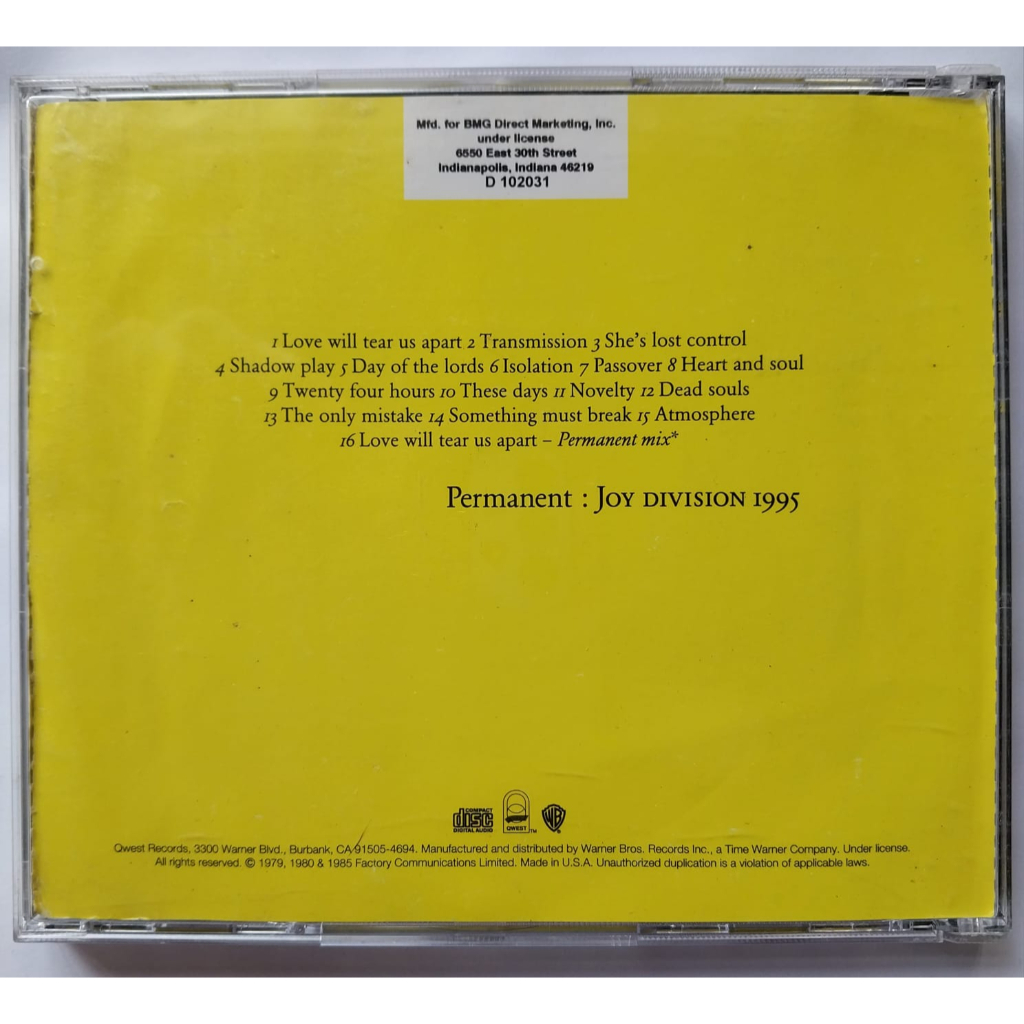 Mfd. for BMG Direct Marketing, Inc.
under license
6550 East 30th Street
Indianapolis, Indiana 46219
D 102031
1 Love will tear us apart 2 Transmission 3 She's lost control
4 Shadow play 5 Day of the lords 6 Isolation 7 Passover 8 Heart and soul
9 Twenty four hours 10 These days 11 Novelty 12 Dead souls
13 The only mistake 14 Something must break 15 Atmosphere
16 Love will tear us apart – Permanent mix*
Permanent : Joy Division 1995
COMPACT
disc
DIGITAL AUDIO
QWEST TM
WB
Qwest Records, 3300 Warner Blvd., Burbank, CA 91505-4694. Manufactured and distributed by Warner Bros. Records Inc., a Time Warner Company. Under license.
All rights reserved. © 1979, 1980 & 1985 Factory Communications Limited. Made in U.S.A. Unauthorized duplication is a violation of applicable laws.